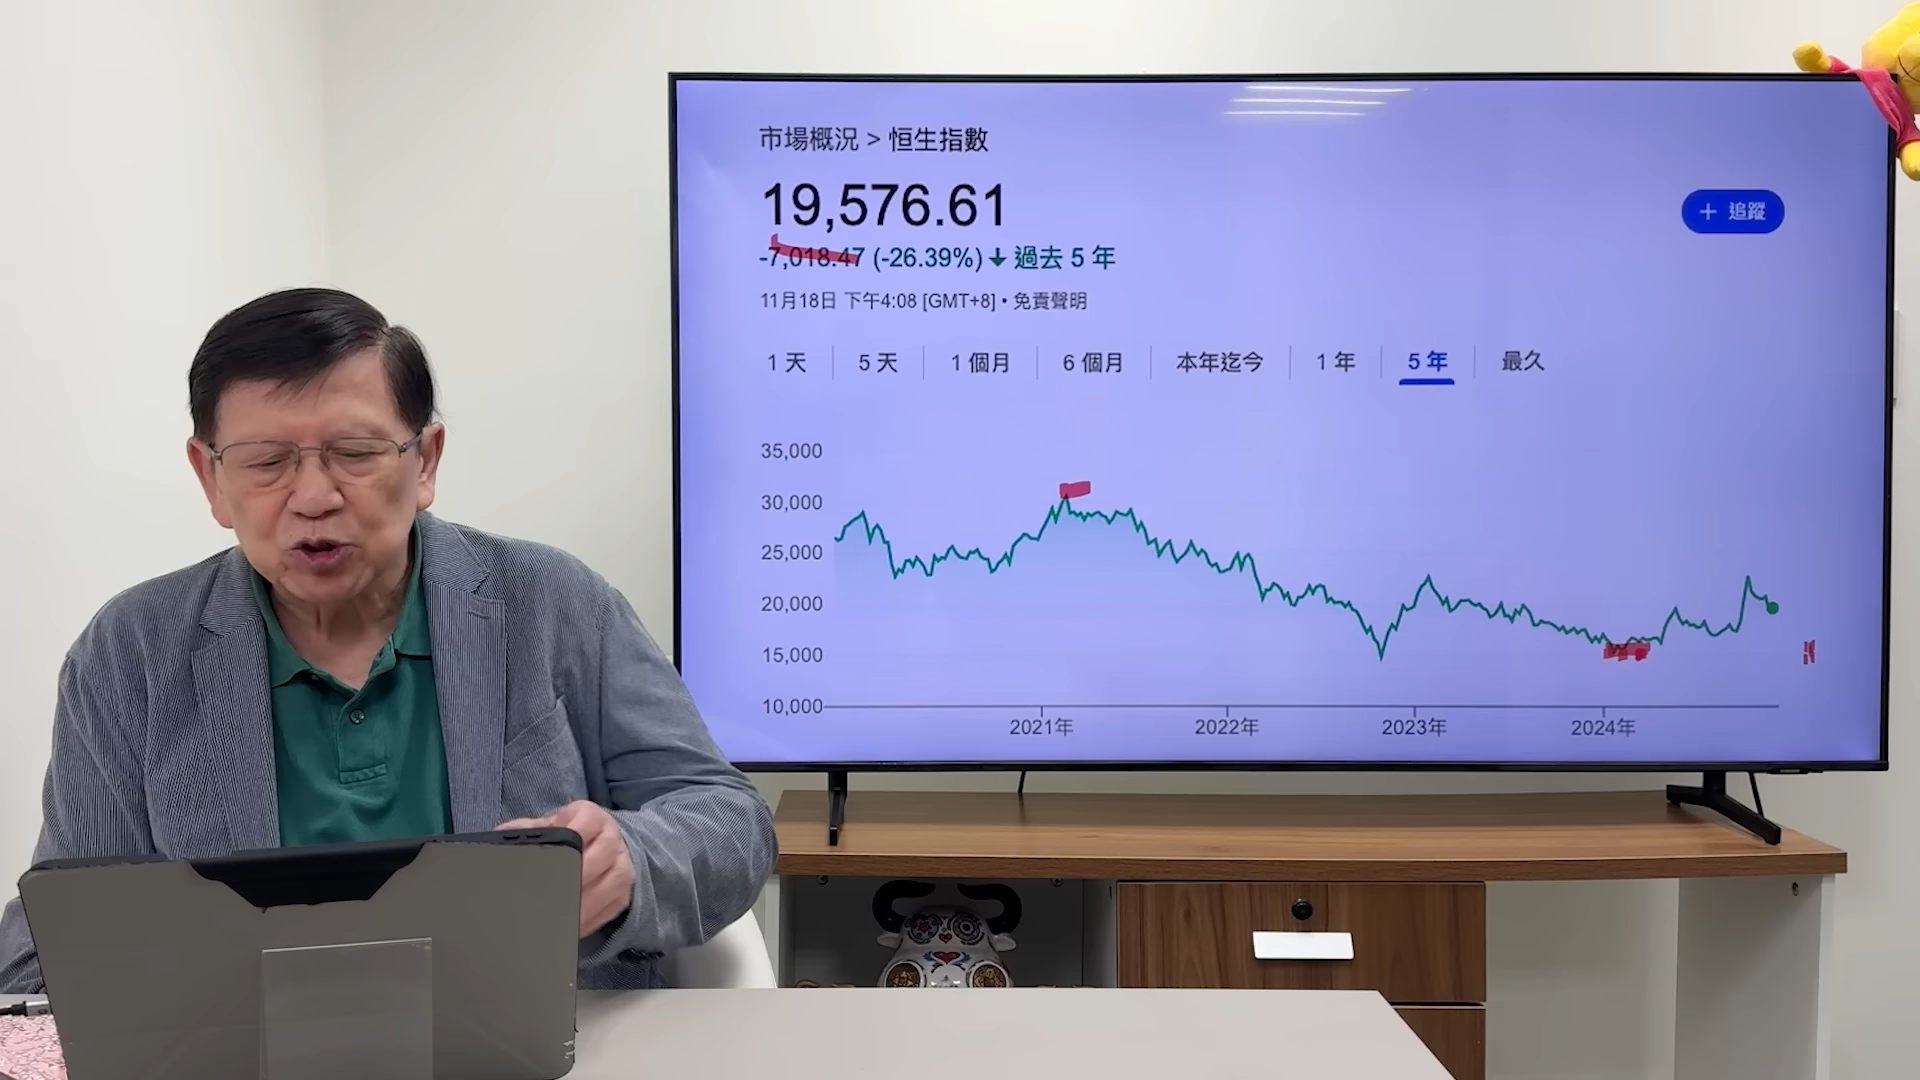 市場概況 > 恒生指數
19,576.61
-7,018.47 (-26.39%) ↓ 過去 5 年
11月18日 下午4:08 [GMT+8] • 免責聲明
+ 追蹤
1 天 5 天 1 個月 6 個月 本年迄今 1 年 5 年 最久
35,000
30,000
25,000
20,000
15,000
10,000
2021年 2022年 2023年 2024年